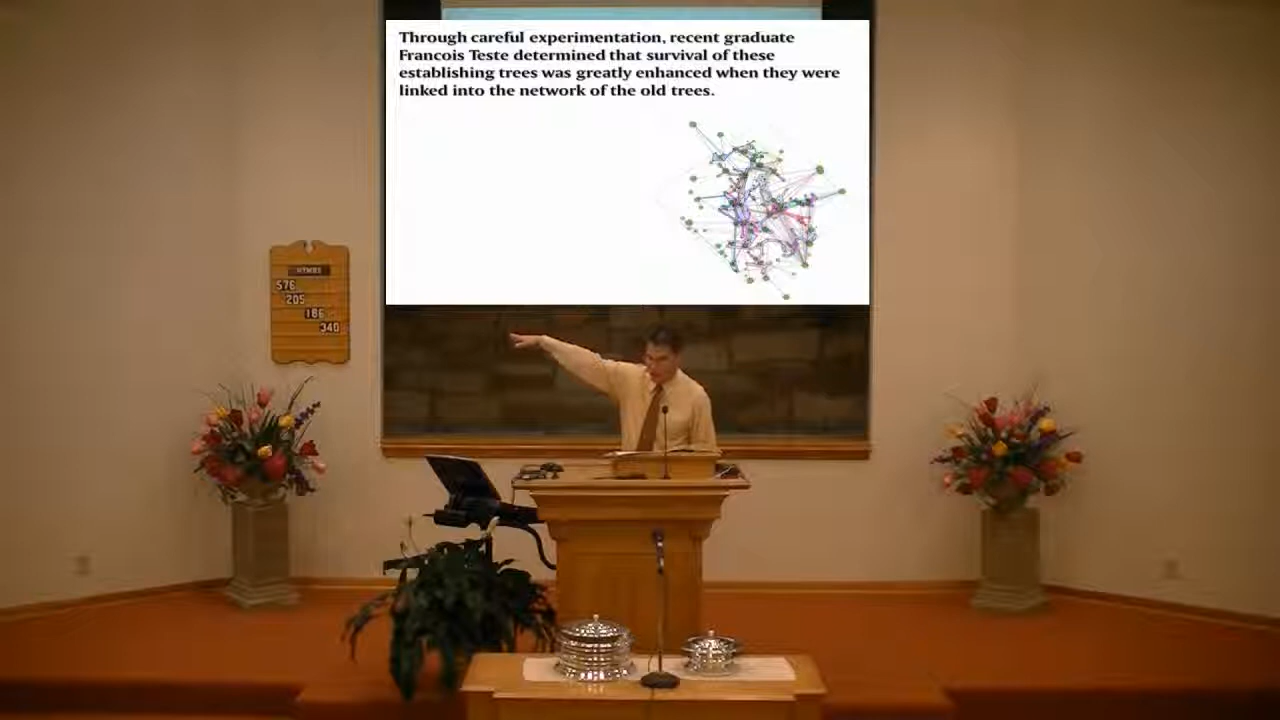 Through careful experimentation, recent graduate
Francois Teste determined that survival of these
establishing trees was greatly enhanced when they were
linked into the network of the old trees.
HYMNS
576
205
186
340